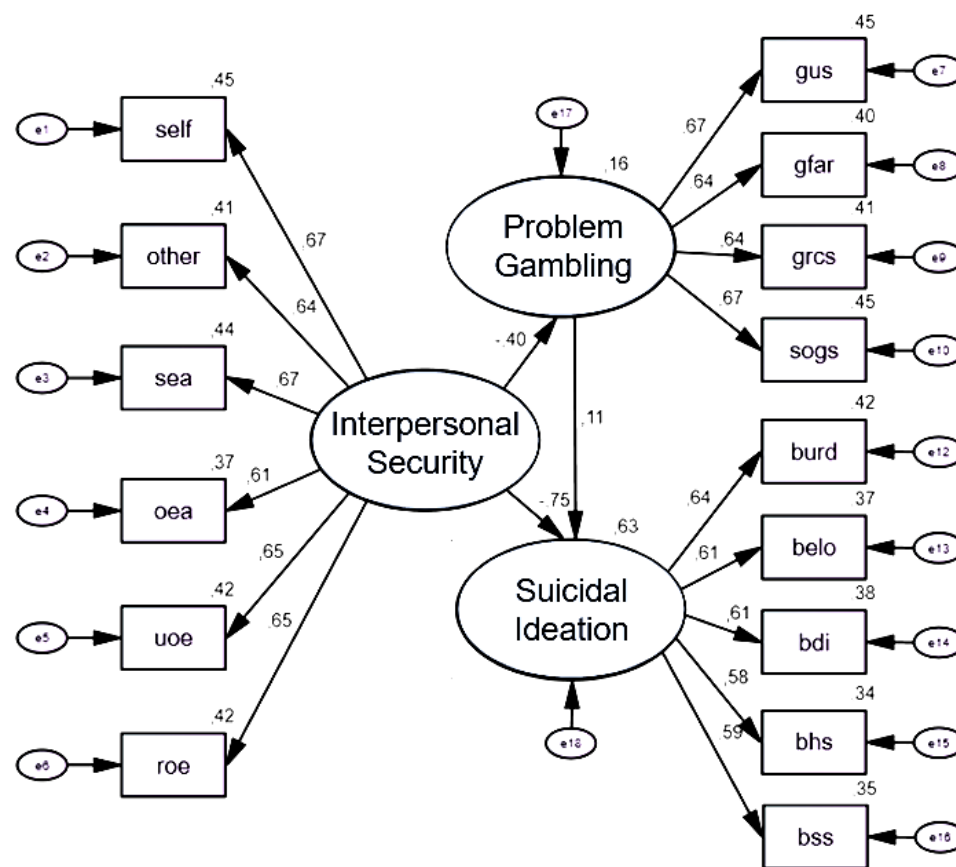 .45
gus
e7
,45
self
e1
e17
.67
.40
,16
gfar
e8
.64
Problem
Gambling
,41
other
e2
,67
.41
,64
grcs
e9
.64
.67
.45
sogs
e10
,44
sea
e3
,67
-.40
Interpersonal
Security
,11
.42
burd
e12
,37
oea
e4
,61
-.75
,63
,64
.37
belo
e13
,61
,65
Suicidal
Ideation
.38
,42
uoe
e5
.65
,61
bdi
e14
,58
.34
,42
roe
e6
e18
.59
bhs
e15
.35
bss
e16